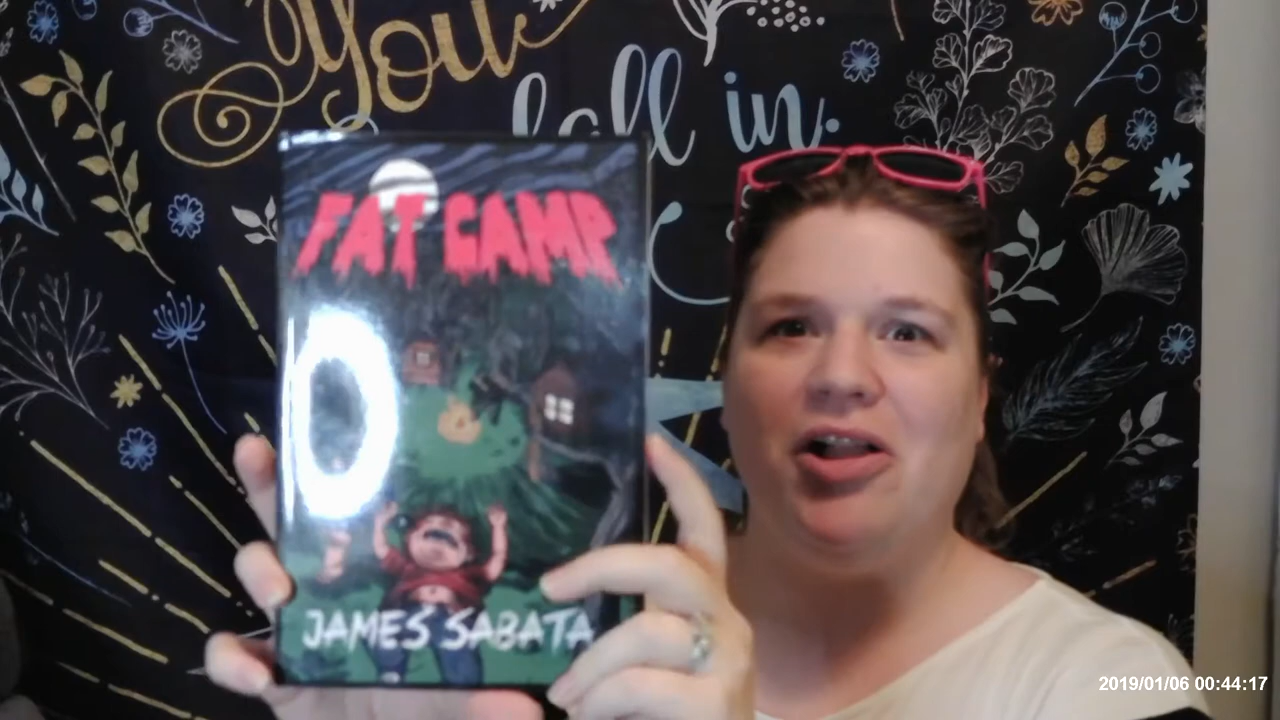 You
fall in.
FAT CAMP
JAMES SABATA
2019/01/06 00:44:17